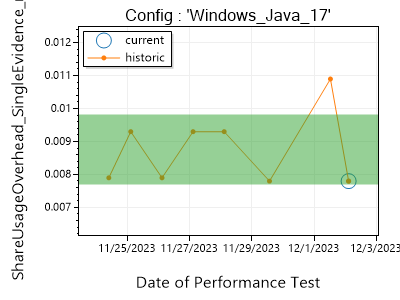 Config : 'Windows_Java_17'
ShareUsageOverhead_SingleEvidence_
current
historic
0.012
0.011
0.01
0.009
0.008
0.007
11/25/2023
11/27/2023
11/29/2023
12/1/2023
12/3/2023
Date of Performance Test